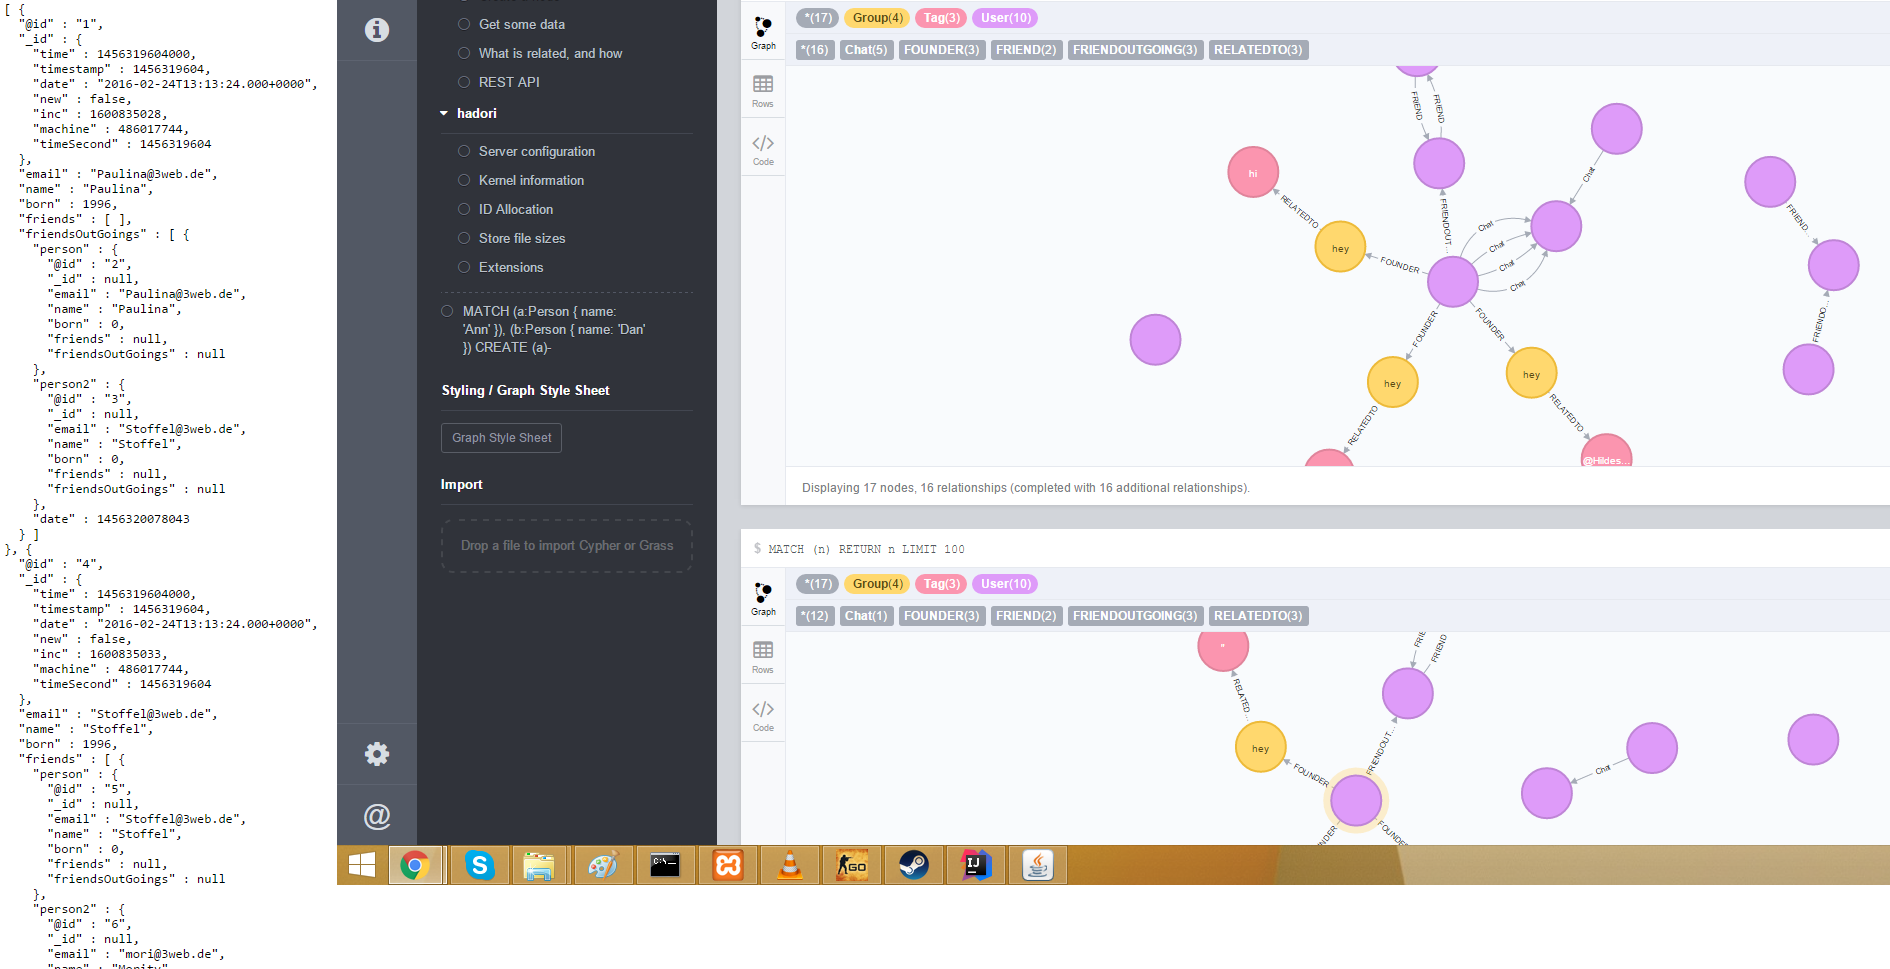 [ {
"@id" : "1",
"_id" : {
"time" : 1456319604000,
"timestamp" : 1456319604,
"date" : "2016-02-24T13:13:24.000+0000",
"new" : false,
"inc" : 1600835028,
"machine" : 486017744,
"timeSecond" : 1456319604
},
"email" : "Paulina@3web.de",
"name" : "Paulina",
"born" : 1996,
"friends" : [ ],
"friendsOutGoings" : [ {
"person" : {
"@id" : "2",
"_id" : null,
"email" : "Paulina@3web.de",
"name" : "Paulina",
"born" : 0,
"friends" : null,
"friendsOutGoings" : null
},
"person2" : {
"@id" : "3",
"_id" : null,
"email" : "Stoffel@3web.de",
"name" : "Stoffel",
"born" : 0,
"friends" : null,
"friendsOutGoings" : null
},
"date" : 1456320078043
} ]
}, {
"@id" : "4",
"_id" : {
"time" : 1456319604000,
"timestamp" : 1456319604,
"date" : "2016-02-24T13:13:24.000+0000",
"new" : false,
"inc" : 1600835033,
"machine" : 486017744,
"timeSecond" : 1456319604
},
"email" : "Stoffel@3web.de",
"name" : "Stoffel",
"born" : 1996,
"friends" : [ {
"person" : {
"@id" : "5",
"_id" : null,
"email" : "Stoffel@3web.de",
"name" : "Stoffel",
"born" : 0,
"friends" : null,
"friendsOutGoings" : null
},
"person2" : {
"@id" : "6",
"_id" : null,
"email" : "mori@3web.de",
Get some data
What is related, and how
REST API
hadori
Server configuration
Kernel information
ID Allocation
Store file sizes
Extensions
MATCH (a:Person { name:
'Ann' }), (b:Person { name: 'Dan'
}) CREATE (a)-
Styling / Graph Style Sheet
Graph Style Sheet
Import
Drop a file to import Cypher or Grass
@
Graph
Rows
Code
*(17) Group(4) Tag(3) User(10)
*(16) Chat(5) FOUNDER(3) FRIEND(2) FRIENDOUTGOING(3) RELATEDTO(3)
FRIEND
FRIEND
hi
Chat
RELATEDTO
FRIENDOUT...
FRIEND...
hey
FOUNDER
Chat
Chat
Chat
Chat
FOUNDER
FOUNDER
FRIENDO...
hey
hey
RELATEDTO
RELATEDTO
@Hildes...
Displaying 17 nodes, 16 relationships (completed with 16 additional relationships).
$ MATCH (n) RETURN n LIMIT 100
Graph
Rows
Code
*(17) Group(4) Tag(3) User(10)
*(12) Chat(1) FOUNDER(3) FRIEND(2) FRIENDOUTGOING(3) RELATEDTO(3)
"
FRIEND
RELATED...
FRIENDOUT...
hey
FOUNDER
Chat
C:\
GO
IJ